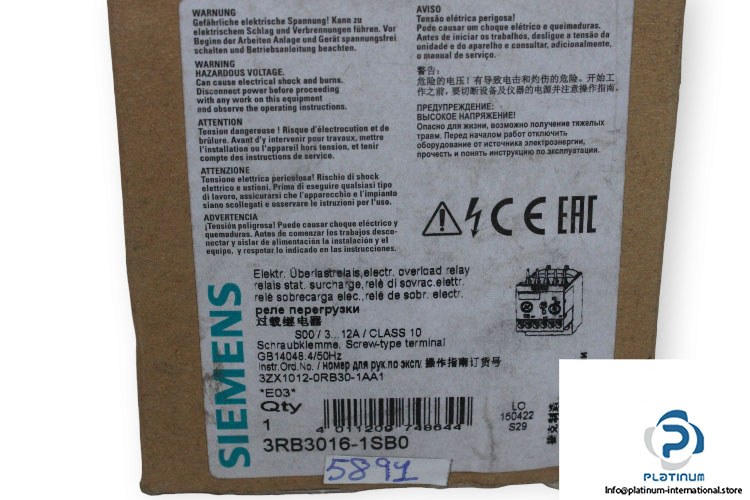 WARNUNG
Gefährliche elektrische Spannung! Kann zu
elektrischem Schlag und Verbrennungen führen. Vor
Beginn der Arbeiten Anlage und Gerät spannungsfrei
schalten und Betriebsanleitung beachten.
WARNING
HAZARDOUS VOLTAGE.
Can cause electrical shock and burns.
Disconnect power before proceeding
with any work on this equipment
and observe the operating instructions.
ATTENTION
Tension dangereuse ! Risque d'électrocution et de
brûlure. Avant d'y intervenir pour travaux, mettre
l'installation ou l'appareil hors tension, et tenir
compte des instructions de service.
ATTENZIONE
Tensione elettrica pericolosa! Rischio di shock
elettrico e ustioni. Prima di eseguire qualsiasi tipo
di lavoro, assicurarsi che l'apparecchio e l'impianto
siano scollegati e osservare le istruzioni per l'uso.
ADVERTENCIA
¡Tensión peligrosa! Puede causar choque eléctrico y
quemaduras. Antes de comenzar los trabajos, descon-
nectar y aislar de alimentación la instalación y el
equipo, y respetar lo indicado en las instrucciones.
AVISO
Tensão elétrica perigosa!
Pode causar um choque elétrico e queimaduras.
Antes de iniciar os trabalhos, desligue a tensão da
unidade e do aparelho e consultar, adicionalmente,
o manual de serviço.
警告:
危险的电压!有导致电击和灼伤的危险。开始工
作之前,要切断设备及仪器的电源并注意操作指南。
ПРЕДУПРЕЖДЕНИЕ:
ВЫСОКОЕ НАПРЯЖЕНИЕ!
Опасно для жизни, возможно получение тяжелых
травм. Перед началом работ отключить
оборудование от источника электроэнергии,
прочесть и понять инструкцию по эксплуатации.
CE EAC
SIEMENS
Elektr. Überlastrelais,electr. overload relay
relais stat. surcharge,relè di sovrac.elettr.
relé sobrecarga elec.,relé de sobr. electr.
реле перегрузки
过载继电器
S00 / 3...12A / CLASS 10
Schraubklemme, Screw-type terminal
GB14048.4/50Hz
Instr.Ord.No. / номер для рук.по экспл/ 操作指南订货号
3ZX1012-0RB30-1AA1
*E03*
Qty
1
4 011209 748644
3RB3016-1SB0
LO
150422
S29
捷克制造
5891
PLATINUM
INTERNATIONAL
Info@platinum-international.store